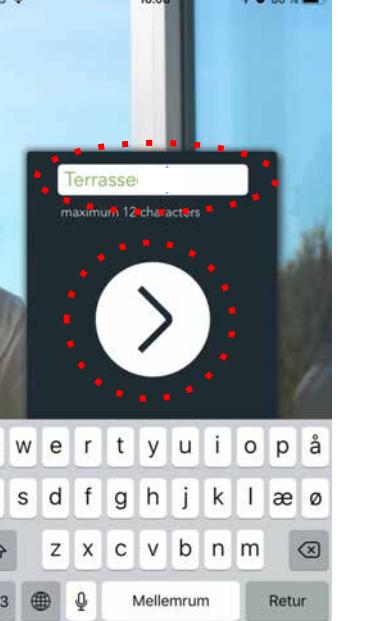 Terrasse
maximum 12 characters
w e r t y u i o p å
s d f g h j k l æ ø
z x c v b n m
3 Mellemrum Retur